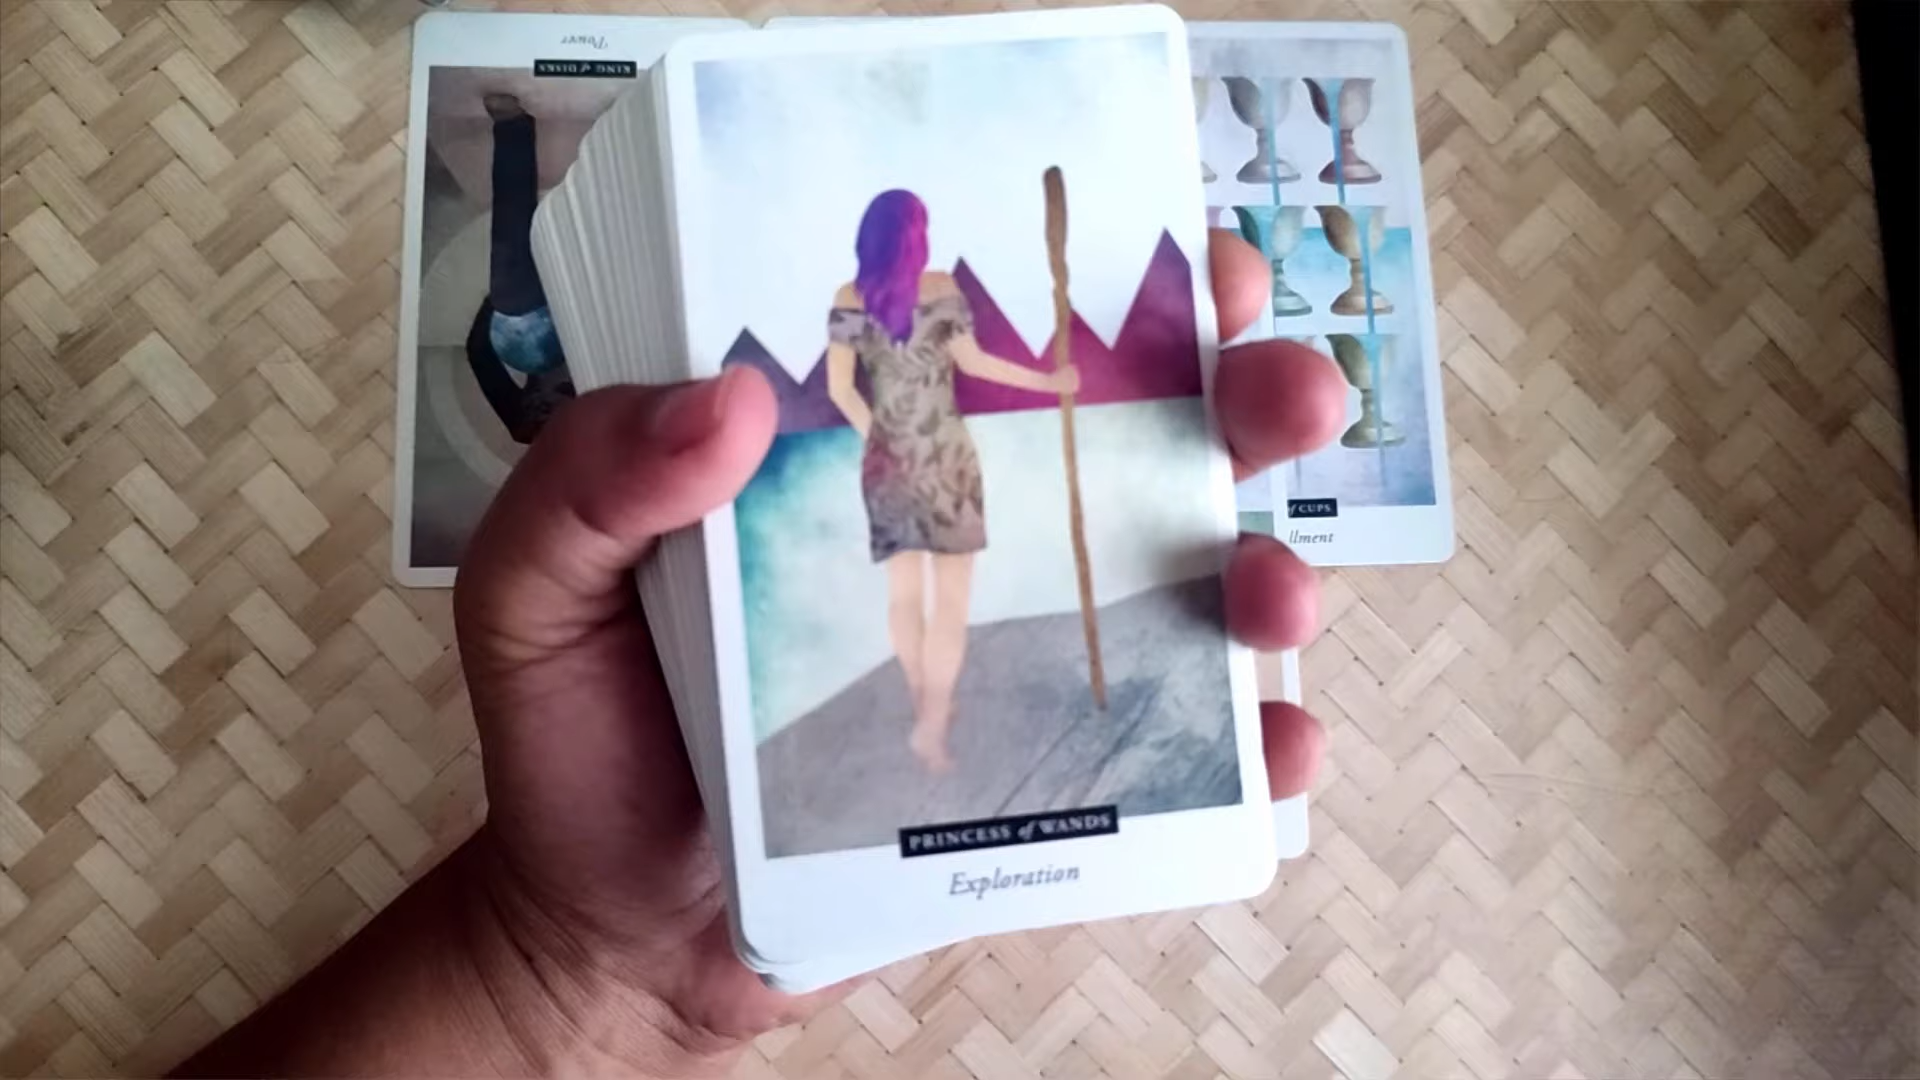 Power
KING of DISKS
of CUPS
llment
PRINCESS of WANDS
Exploration